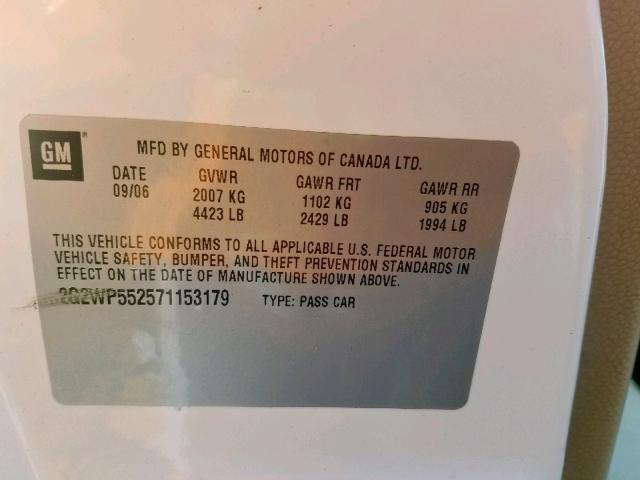 GM ®
MFD BY GENERAL MOTORS OF CANADA LTD.
DATE GVWR GAWR FRT GAWR RR
09/06 2007 KG 1102 KG 905 KG
4423 LB 2429 LB 1994 LB
THIS VEHICLE CONFORMS TO ALL APPLICABLE U.S. FEDERAL MOTOR
VEHICLE SAFETY, BUMPER, AND THEFT PREVENTION STANDARDS IN
EFFECT ON THE DATE OF MANUFACTURE SHOWN ABOVE.
2G2WP552571153179 TYPE: PASS CAR